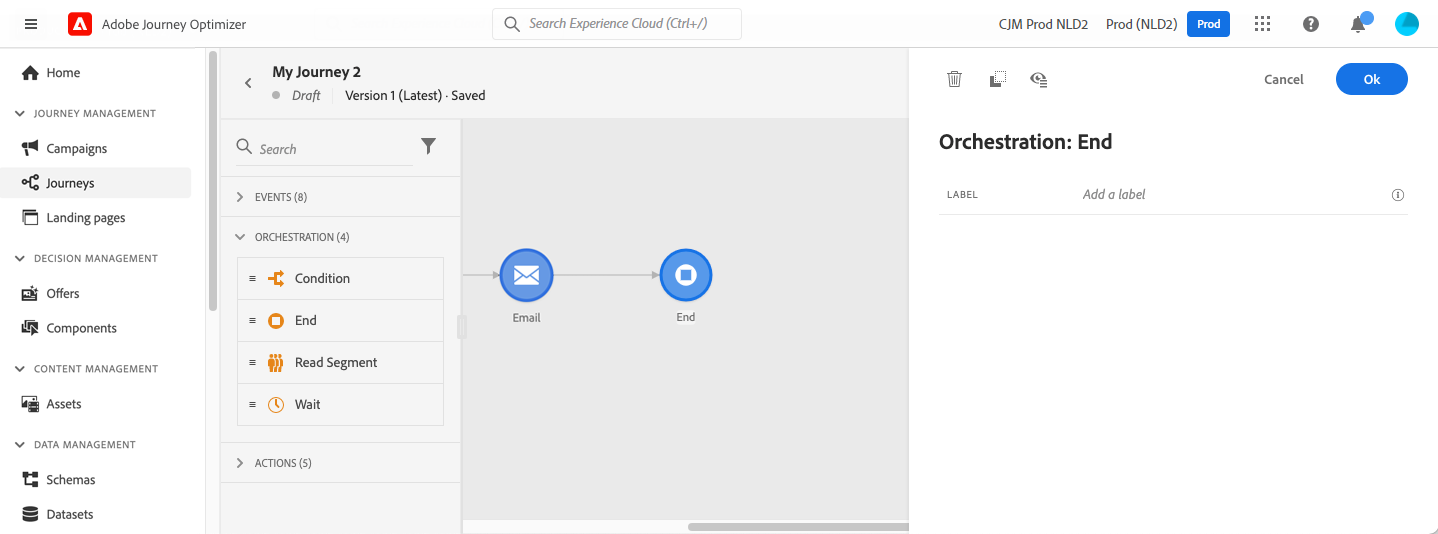 Adobe Journey Optimizer
Search Experience Cloud (Ctrl+/)
CJM Prod NLD2
Prod (NLD2)
Prod
Home
JOURNEY MANAGEMENT
Campaigns
Journeys
Landing pages
DECISION MANAGEMENT
Offers
Components
CONTENT MANAGEMENT
Assets
DATA MANAGEMENT
Schemas
Datasets
My Journey 2
Draft
Version 1 (Latest) · Saved
Search
EVENTS (8)
ORCHESTRATION (4)
Condition
End
Read Segment
Wait
ACTIONS (5)
Email
End
Cancel
Ok
Orchestration: End
LABEL
Add a label